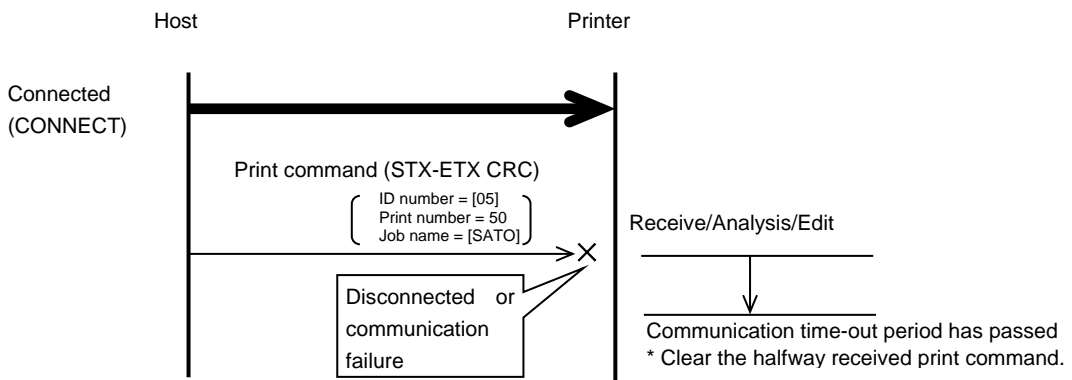 Host
Printer
Connected
(CONNECT)
Print command (STX-ETX CRC)
ID number = [05]
Print number = 50
Job name = [SATO]
Receive/Analysis/Edit
Disconnected or
communication
failure
Communication time-out period has passed
* Clear the halfway received print command.